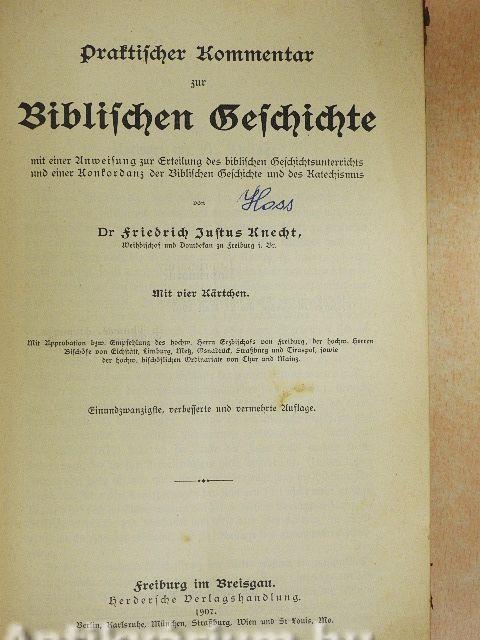 Praktischer Kommentar
zur
Biblischen Geschichte
mit einer Anweisung zur Erteilung des biblischen Geschichtsunterrichts
und einer Konkordanz der Biblischen Geschichte und des Katechismus
von
Hoss
Dr Friedrich Justus Knecht,
Weihbischof und Domdekan zu Freiburg i. Br.
Mit vier Kärtchen.
Mit Approbation bzw. Empfehlung des hochw. Herrn Erzbischofs von Freiburg, der hochw. Herren
Bischöfe von Eichstätt, Limburg, Metz, Osnabrück, Straßburg und Tiraspol, sowie
der hochw. bischöflichen Ordinariate von Chur und Mainz.
Einundzwanzigste, verbesserte und vermehrte Auflage.
Freiburg im Breisgau.
Herdersche Verlagshandlung.
1907.
Berlin, Karlsruhe, München, Straßburg, Wien und St Louis, Mo.